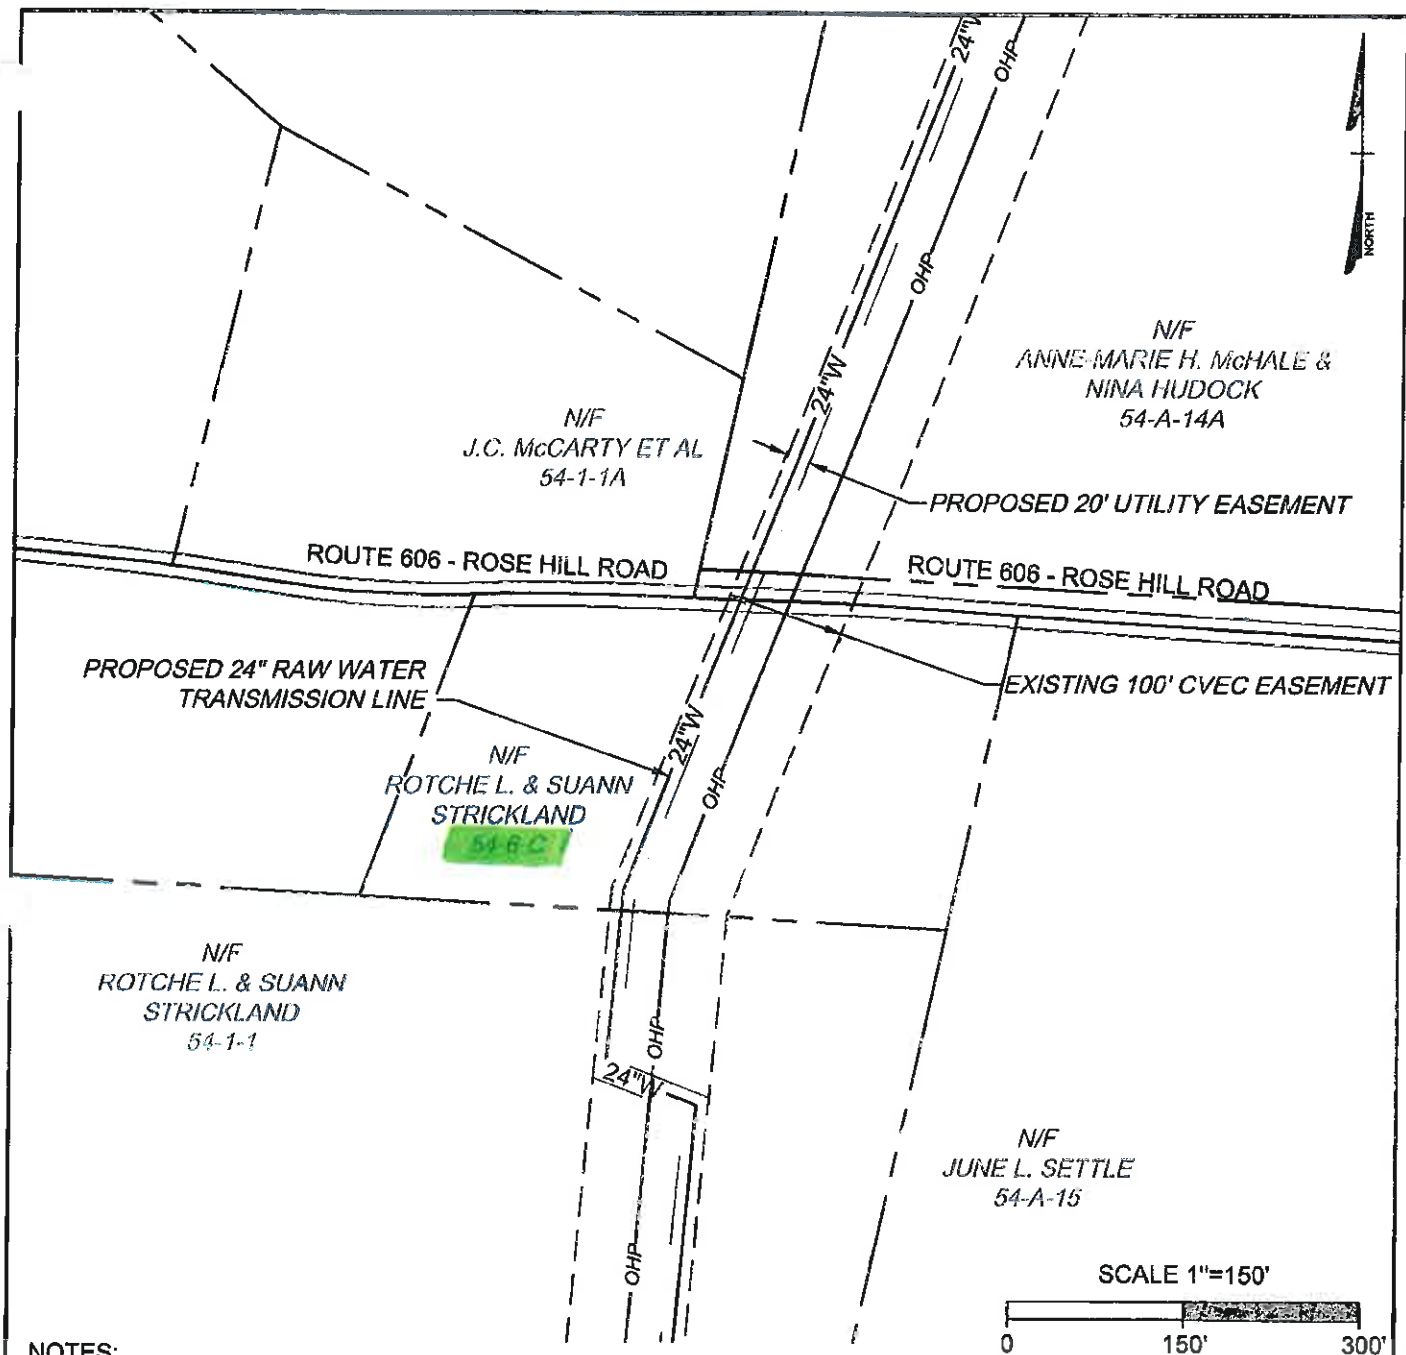 24"W
OHP
NORTH
OHP
N/F
ANNE-MARIE H. McHALE &
NINA HUDOCK
54-A-14A
24"W
N/F
J.C. McCARTY ET AL
54-1-1A
PROPOSED 20' UTILITY EASEMENT
ROUTE 606 - ROSE HILL ROAD
ROUTE 606 - ROSE HILL ROAD
PROPOSED 24" RAW WATER
TRANSMISSION LINE
EXISTING 100' CVEC EASEMENT
24"W
N/F
ROTCHE L. & SUANN
STRICKLAND
54-6-C
OHP
N/F
ROTCHE L. & SUANN
STRICKLAND
54-1-1
OHP
24"W
N/F
JUNE L. SETTLE
54-A-15
OHP
SCALE 1"=150'
0 150' 300'
NOTES: